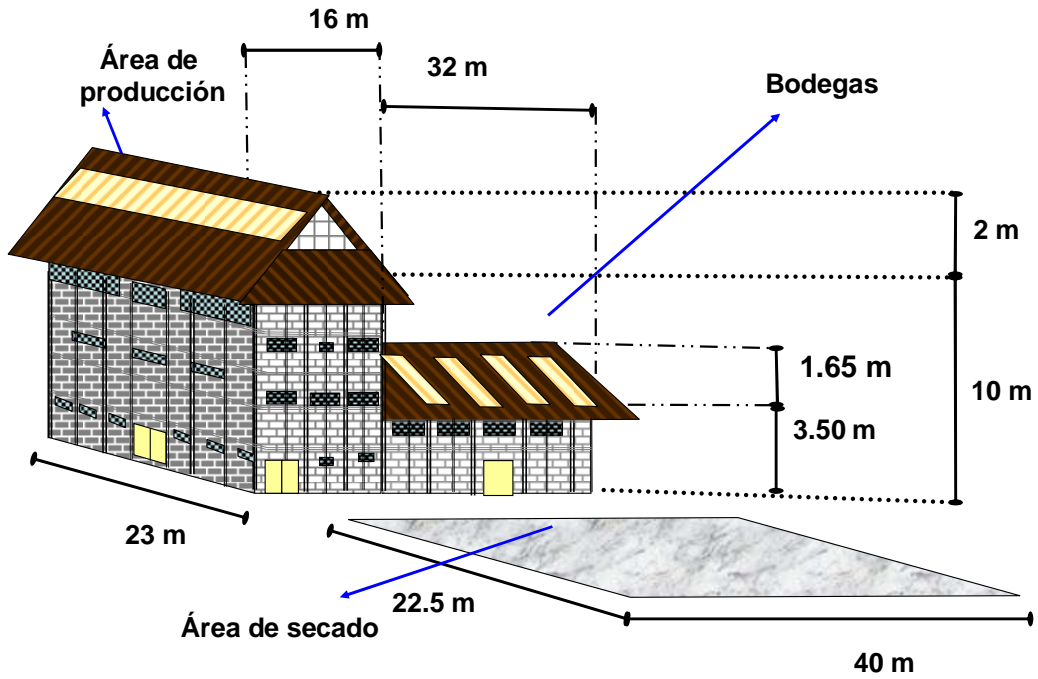 16 m
Área de
producción
32 m
Bodegas
2 m
1.65 m
10 m
3.50 m
23 m
22.5 m
Área de secado
40 m